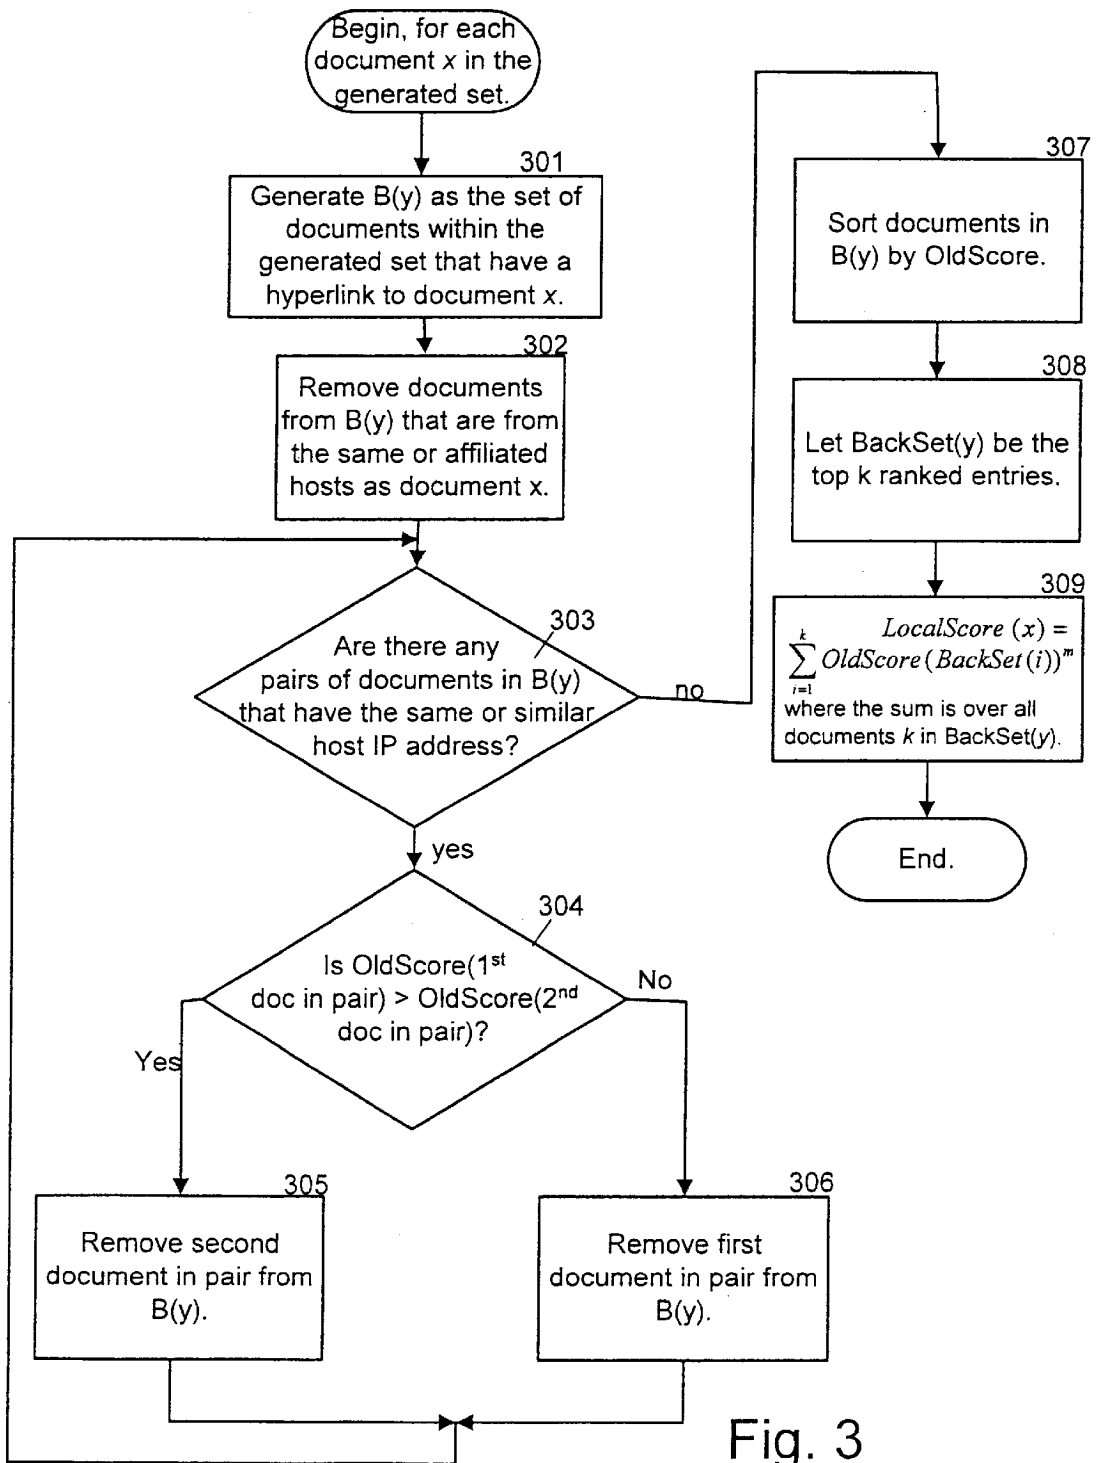 Begin, for each
document x in the
generated set.
301
Generate B(y) as the set of
documents within the
generated set that have a
hyperlink to document x.
302
Remove documents
from B(y) that are from
the same or affiliated
hosts as document x.
303
Are there any
pairs of documents in B(y)
that have the same or similar
host IP address?
no
yes
304
Is OldScore(1st
doc in pair) > OldScore(2nd
doc in pair)?
Yes
No
305
Remove second
document in pair from
B(y).
306
Remove first
document in pair from
B(y).
307
Sort documents in
B(y) by OldScore.
308
Let BackSet(y) be the
top k ranked entries.
309
LocalScore (x) =
k
∑ OldScore(BackSet(i))^m
i=1
where the sum is over all
documents k in BackSet(y).
End.
Fig. 3